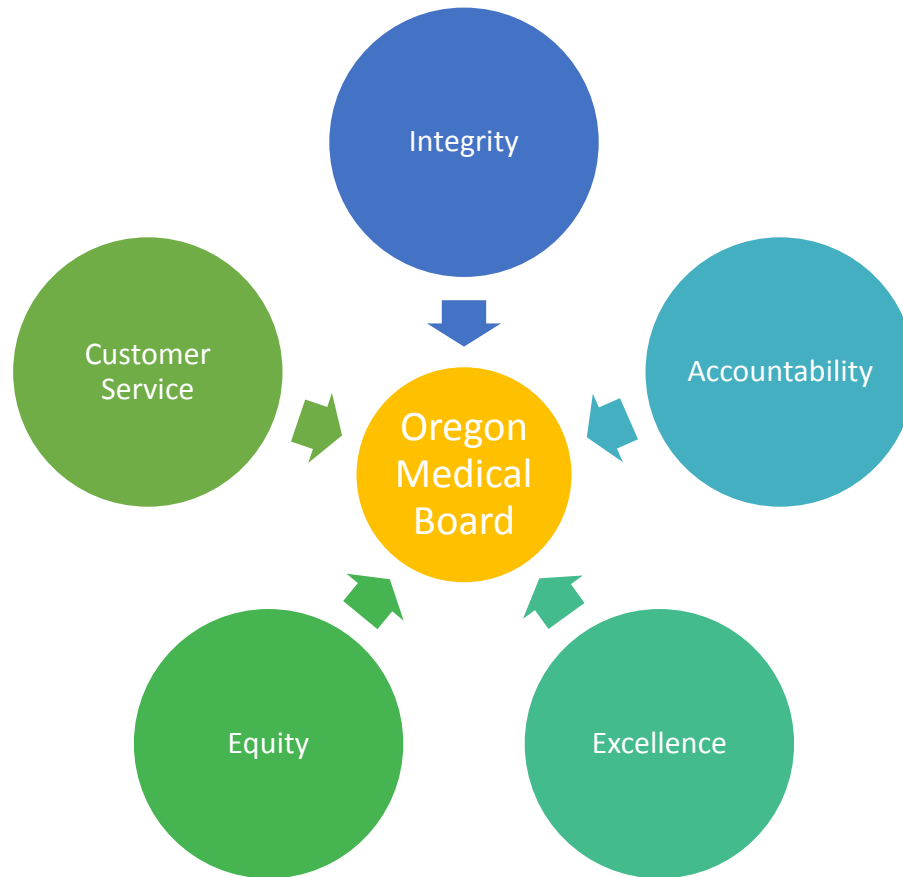 Integrity
Customer
Service
Accountability
Oregon
Medical
Board
Equity
Excellence